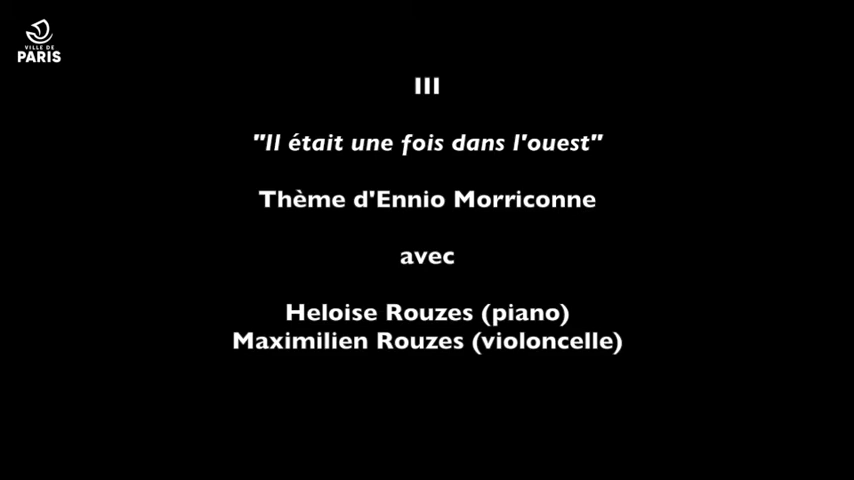 VILLE DE
PARIS
III
"Il était une fois dans l'ouest"
Thème d'Ennio Morriconne
avec
Heloise Rouzes (piano)
Maximilien Rouzes (violoncelle)